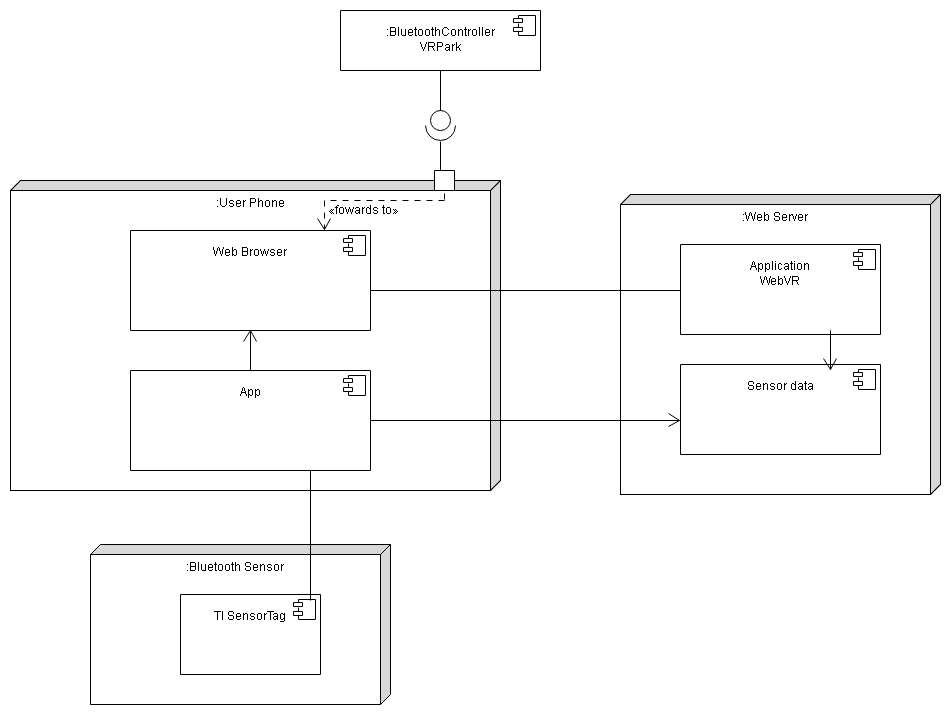 :BluetoothController
VRPark
:User Phone
«fowards to»
Web Browser
App
:Web Server
Application
WebVR
Sensor data
:Bluetooth Sensor
TI SensorTag